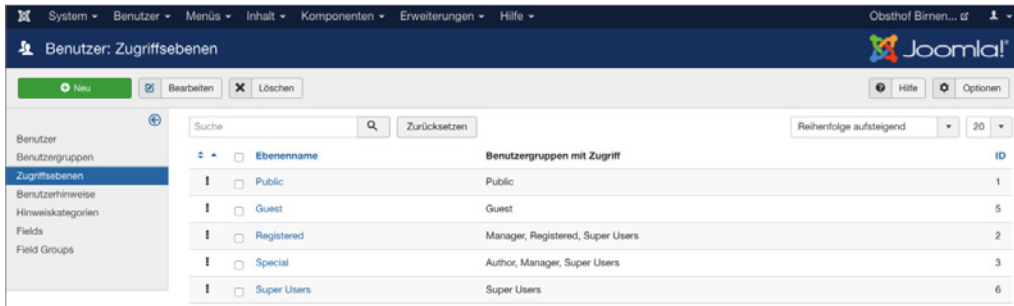 System Benutzer Menüs Inhalt Komponenten Erweiterungen Hilfe Obsthof Birnen...
Benutzer: Zugriffsebenen Joomla!
Neu Bearbeiten Löschen Hilfe Optionen
Suche Zurücksetzen Reihenfolge aufsteigend 20
Benutzer
Benutzergruppen
Zugriffsebenen
Benutzerhinweise
Hinweiskategorien
Fields
Field Groups
Ebenenname Benutzergruppen mit Zugriff ID
Public Public 1
Guest Guest 5
Registered Manager, Registered, Super Users 2
Special Author, Manager, Super Users 3
Super Users Super Users 6